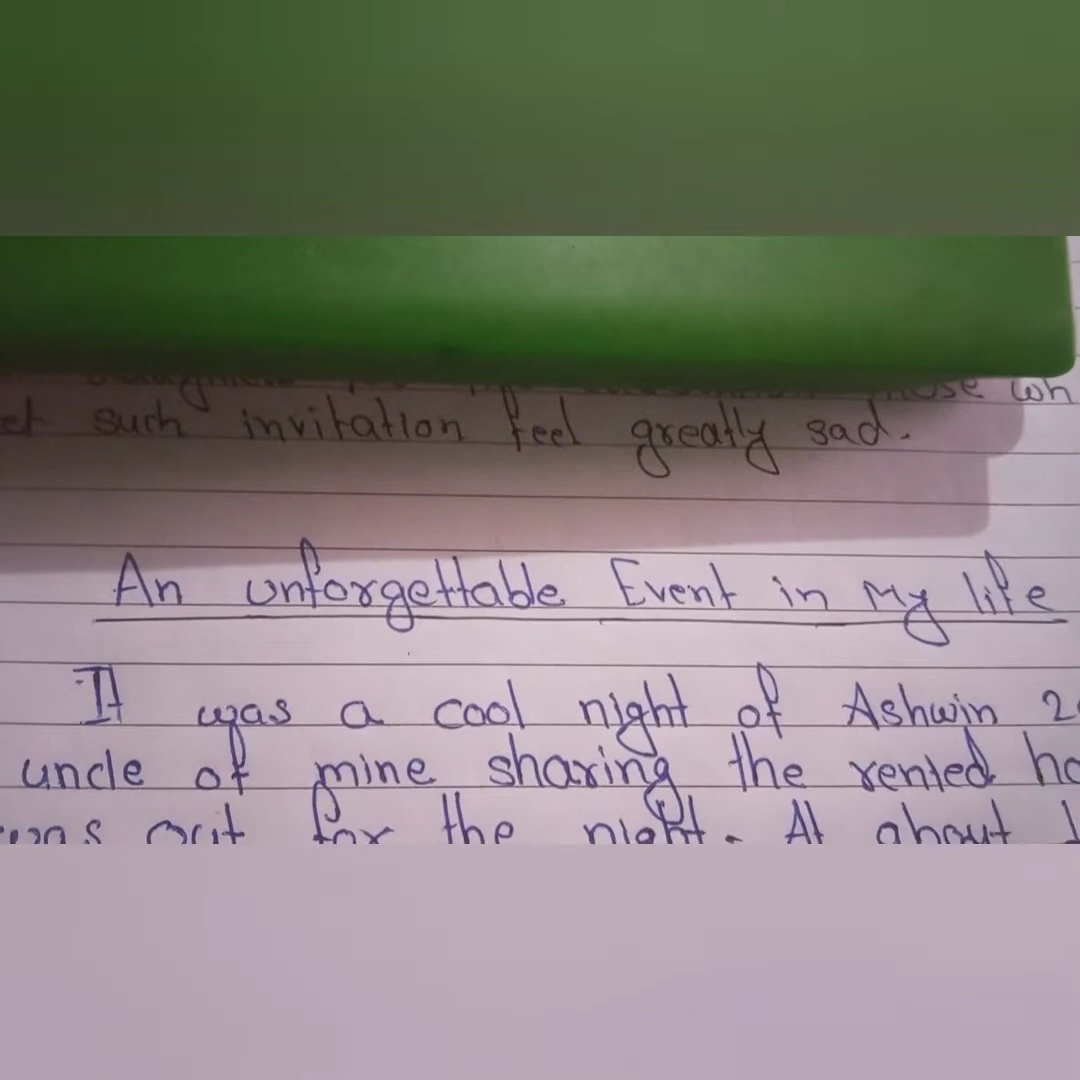 such invitation feel greatly sad.
An unforgettable Event in My life
It was a cool night of Ashwin
uncle of mine sharing the rented
out for the night. At about